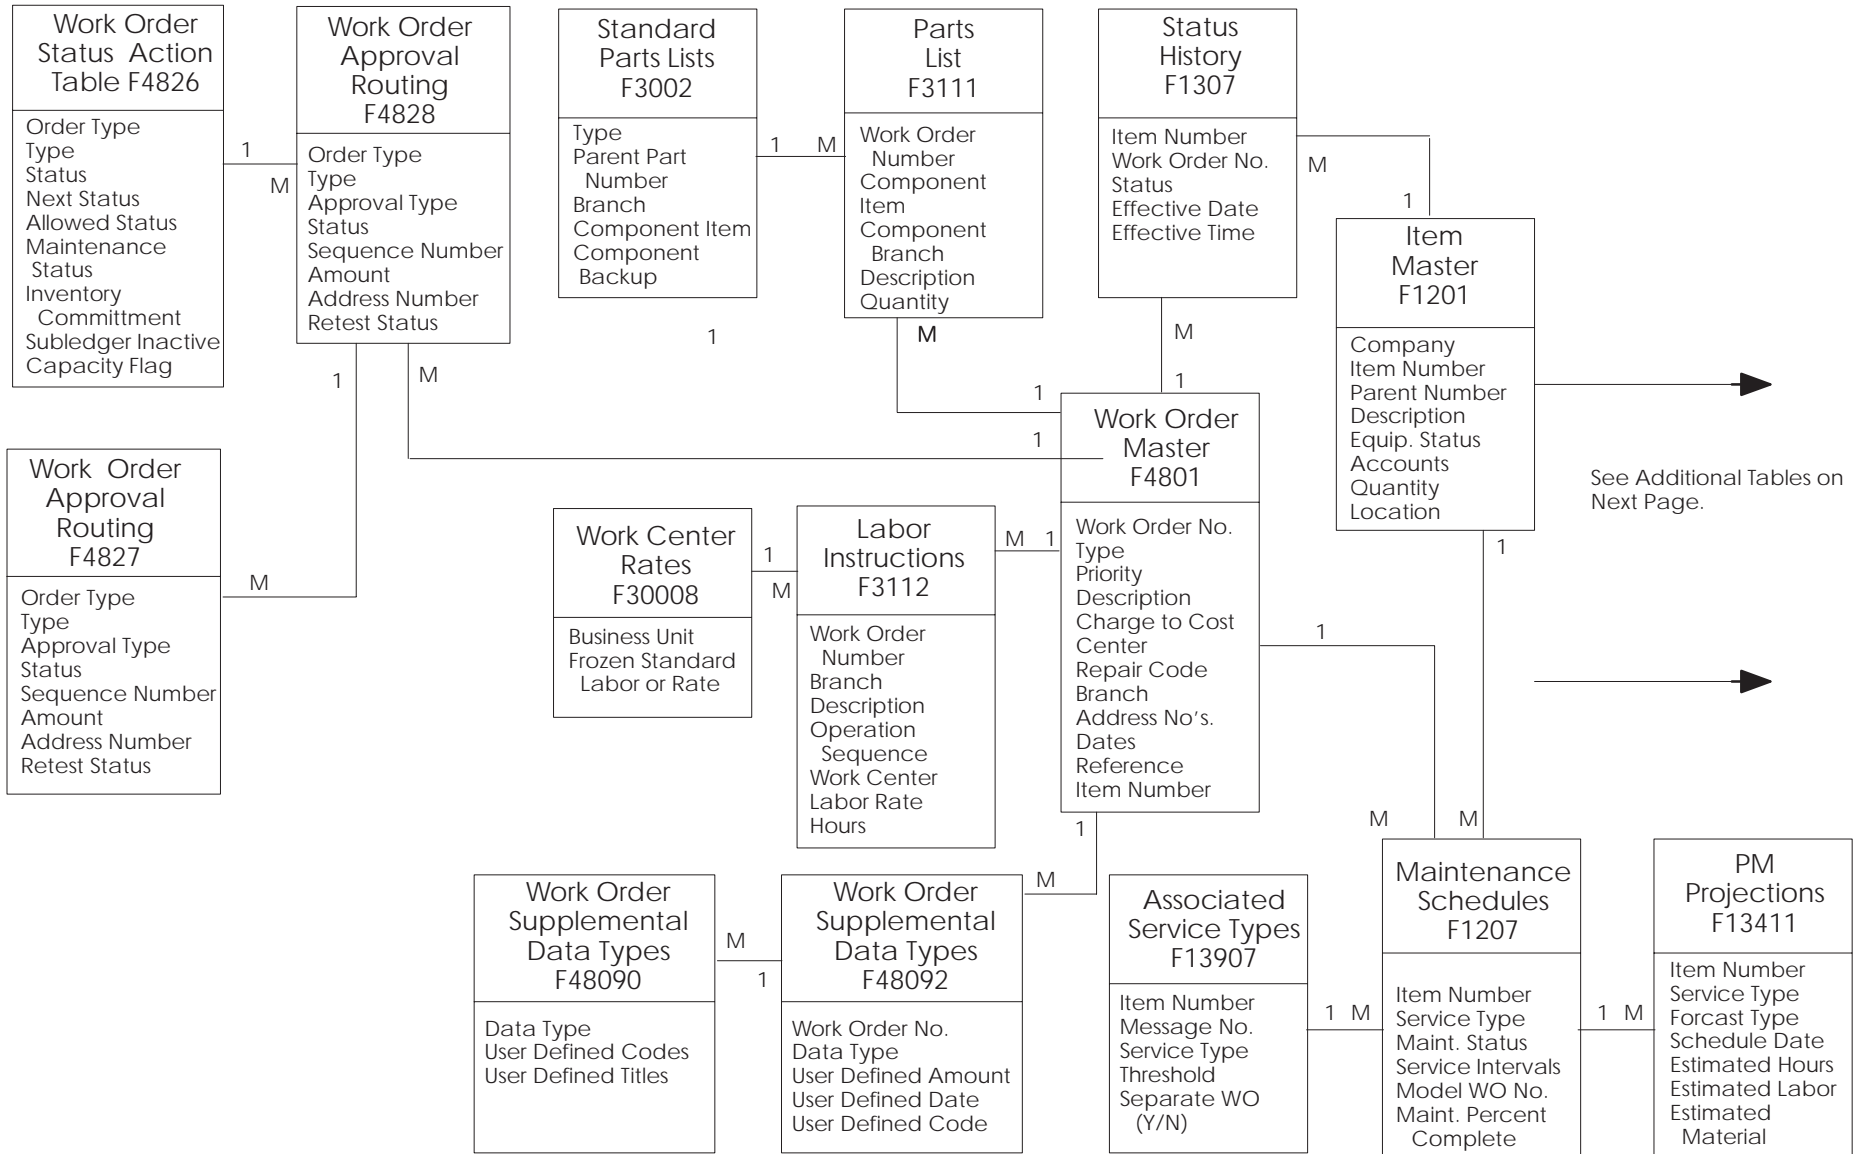 Work Order
Status Action
Table F4826
Order Type
Type
Status
Next Status
Allowed Status
Maintenance
Status
Inventory
Committment
Subledger Inactive
Capacity Flag
1
M
Work Order
Approval
Routing
F4828
Order Type
Type
Approval Type
Status
Sequence Number
Amount
Address Number
Retest Status
1
M
Standard
Parts Lists
F3002
Type
Parent Part
Number
Branch
Component Item
Component
Backup
1
M
1
Parts
List
F3111
Work Order
Number
Component
Item
Component
Branch
Description
Quantity
M
1
1
Status
History
F1307
Item Number
Work Order No.
Status
Effective Date
Effective Time
M
1
M
1
Item
Master
F1201
Company
Item Number
Parent Number
Description
Equip. Status
Accounts
Quantity
Location
1
See Additional Tables on
Next Page.
Work Order
Approval
Routing
F4827
Order Type
Type
Approval Type
Status
Sequence Number
Amount
Address Number
Retest Status
M
Work Center
Rates
F30008
Business Unit
Frozen Standard
Labor or Rate
1
M
Labor
Instructions
F3112
Work Order
Number
Branch
Description
Operation
Sequence
Work Center
Labor Rate
Hours
M 1
Work Order
Master
F4801
Work Order No.
Type
Priority
Description
Charge to Cost
Center
Repair Code
Branch
Address No's.
Dates
Reference
Item Number
1
1
M
M
M
Work Order
Supplemental
Data Types
F48090
Data Type
User Defined Codes
User Defined Titles
M
1
Work Order
Supplemental
Data Types
F48092
Work Order No.
Data Type
User Defined Amount
User Defined Date
User Defined Code
Associated
Service Types
F13907
Item Number
Message No.
Service Type
Threshold
Separate WO
(Y/N)
1 M
Maintenance
Schedules
F1207
Item Number
Service Type
Maint. Status
Service Intervals
Model WO No.
Maint. Percent
Complete
1 M
PM
Projections
F13411
Item Number
Service Type
Forcast Type
Schedule Date
Estimated Hours
Estimated Labor
Estimated
Material